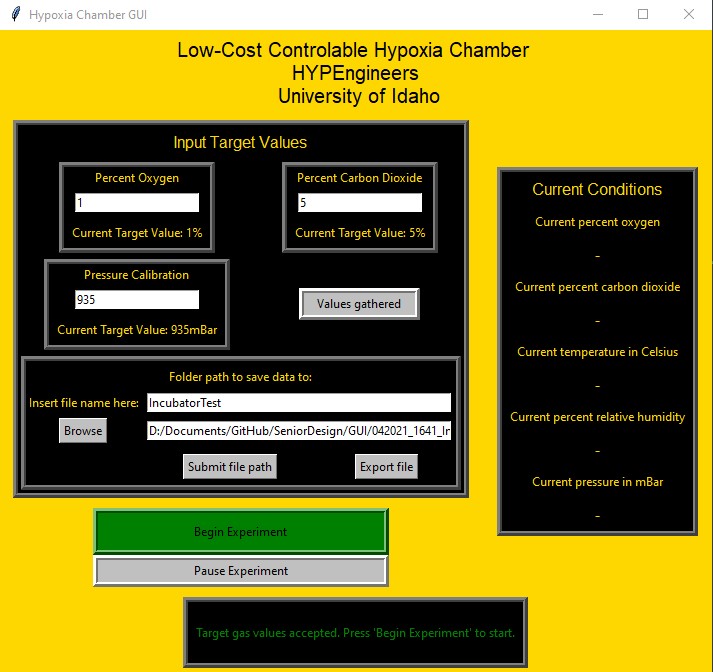 Hypoxia Chamber GUI
Low-Cost Controlable Hypoxia Chamber
HYPEngineers
University of Idaho
Input Target Values
Percent Oxygen
1
Current Target Value: 1%
Percent Carbon Dioxide
5
Current Target Value: 5%
Pressure Calibration
935
Current Target Value: 935mBar
Values gathered
Folder path to save data to:
Insert file name here:
IncubatorTest
Browse
D:/Documents/GitHub/SeniorDesign/GUI/042021_1641_Ir
Submit file path
Export file
Current Conditions
Current percent oxygen
-
Current percent carbon dioxide
-
Current temperature in Celsius
-
Current percent relative humidity
-
Current pressure in mBar
-
Begin Experiment
Pause Experiment
Target gas values accepted. Press 'Begin Experiment' to start.